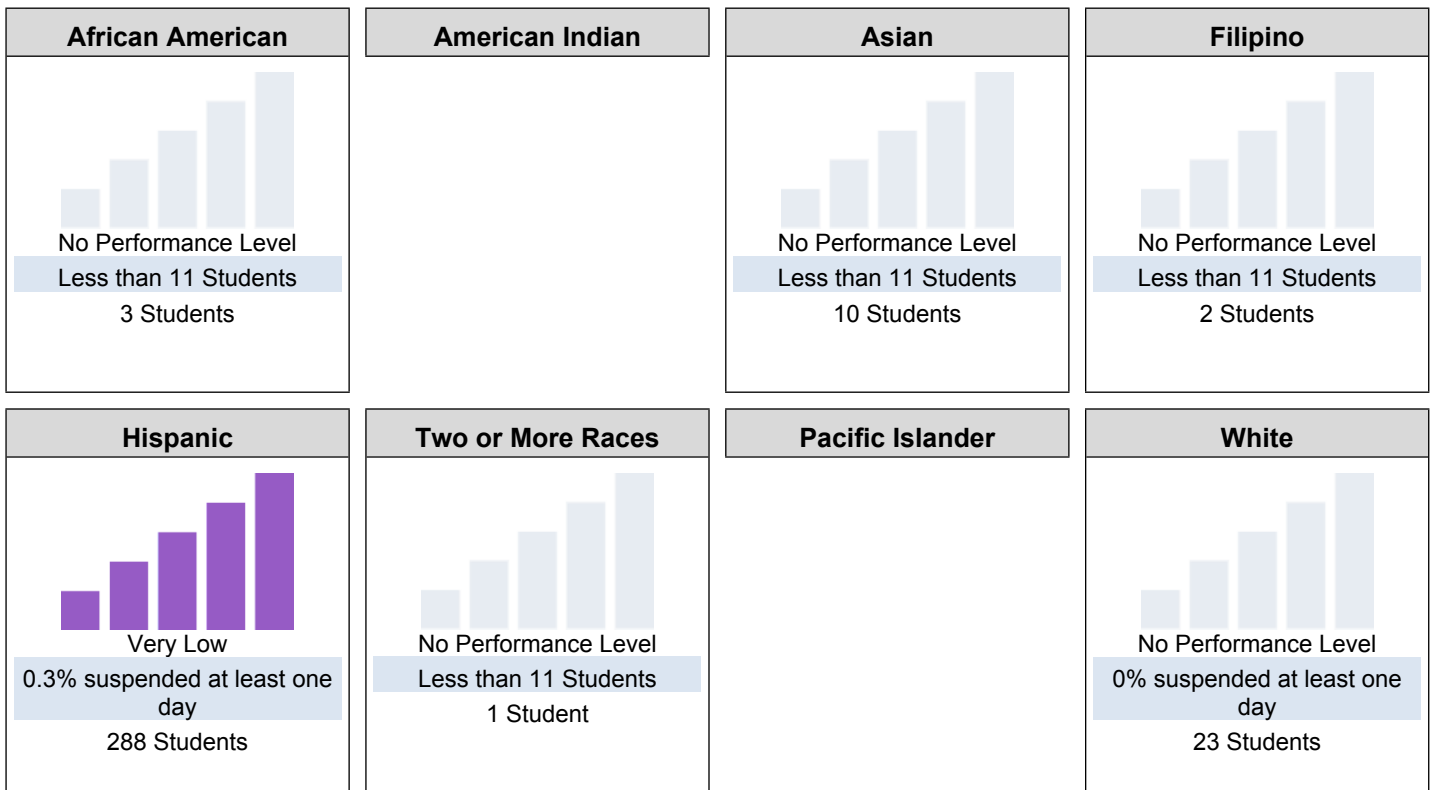 African American
No Performance Level
Less than 11 Students
3 Students
American Indian
Asian
No Performance Level
Less than 11 Students
10 Students
Filipino
No Performance Level
Less than 11 Students
2 Students
Hispanic
Very Low
0.3% suspended at least one
day
288 Students
Two or More Races
No Performance Level
Less than 11 Students
1 Student
Pacific Islander
White
No Performance Level
0% suspended at least one
day
23 Students